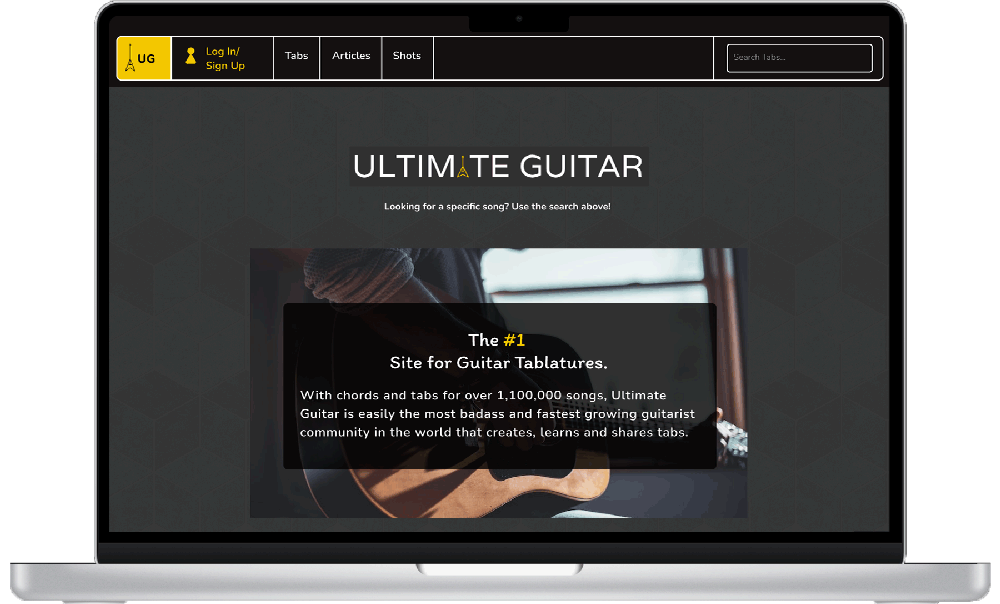 UG
Log In/
Sign Up
Tabs
Articles
Shots
Search Tabs...
ULTIMATE GUITAR
Looking for a specific song? Use the search above!
The #1
Site for Guitar Tablatures.
With chords and tabs for over 1,100,000 songs, Ultimate
Guitar is easily the most badass and fastest growing guitarist
community in the world that creates, learns and shares tabs.